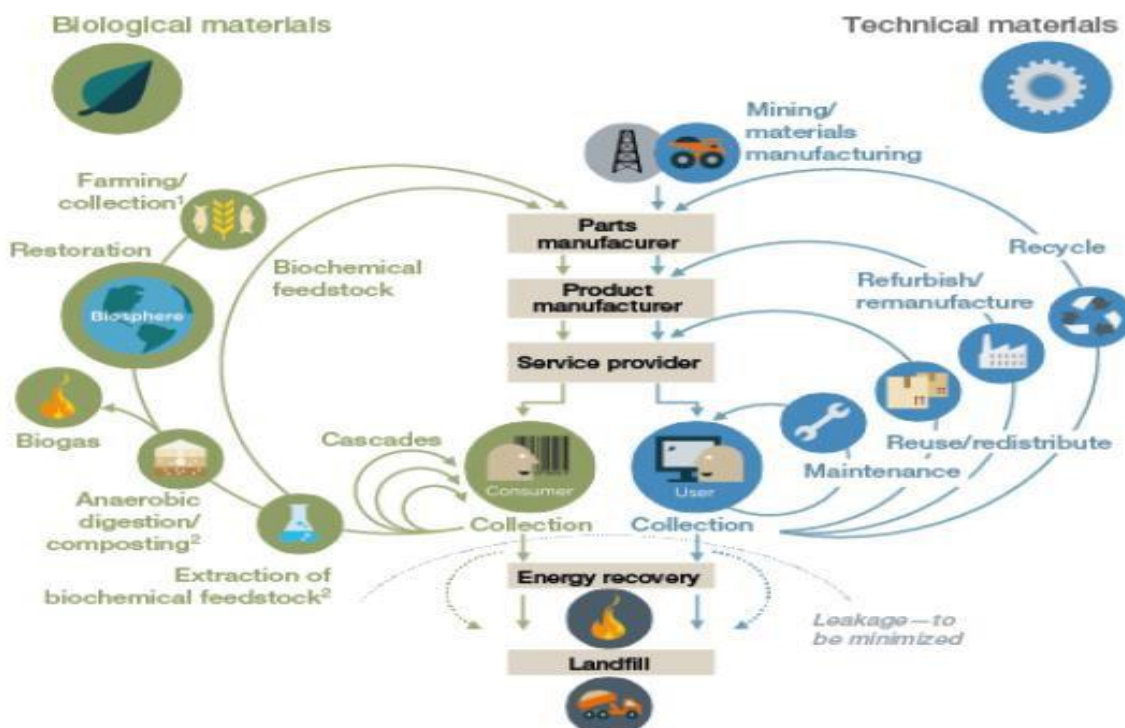 Biological materials
Technical materials
Mining/
materials
manufacturing
Farming/
collection¹
Parts
manufacurer
Recycle
Restoration
Biochemical
feedstock
Refurbish/
remanufacture
Product
manufacturer
Biosphere
Service provider
Biogas
Cascades
Reuse/redistribute
Maintenance
Consumer
User
Anaerobic
digestion/
composting²
Collection
Collection
Extraction of
biochemical feedstock²
Energy recovery
Leakage—to
be minimized
Landfill